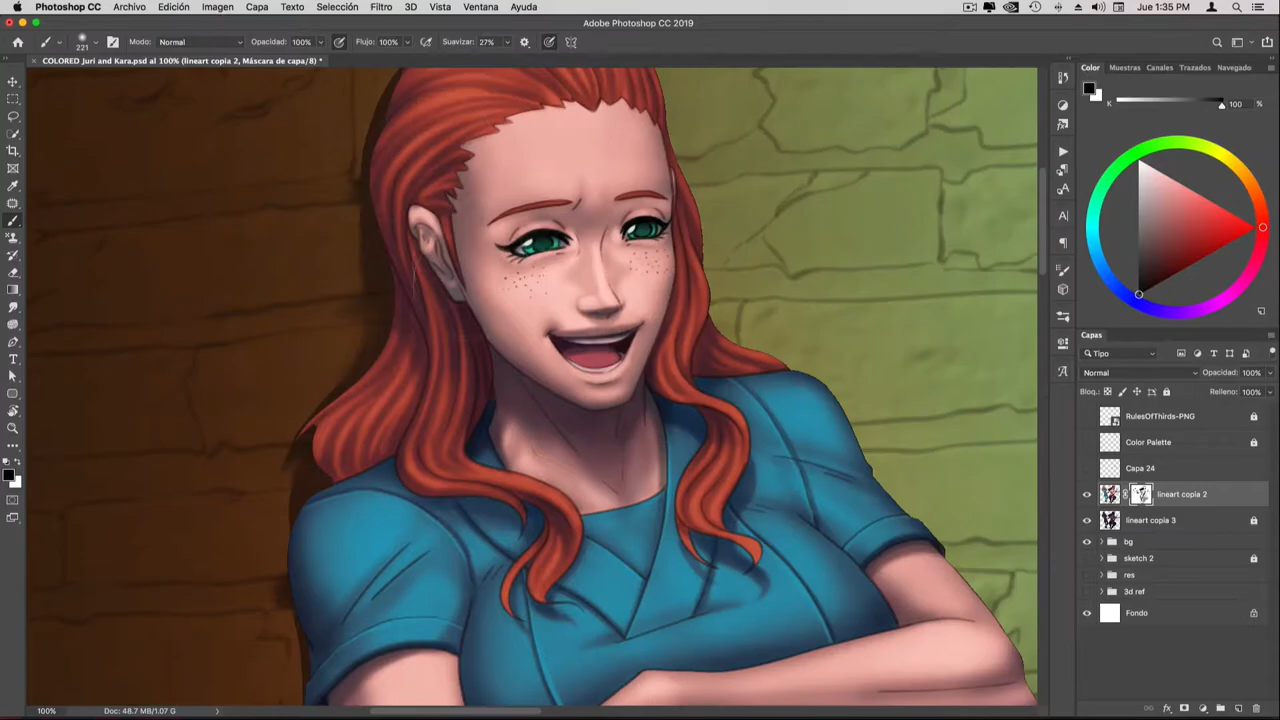 Photoshop CC Archivo Edición Imagen Capa Texto Selección Filtro 3D Vista Ventana Ayuda Jue 1:35 PM
Adobe Photoshop CC 2019
221 Modo: Normal Opacidad: 100% Flujo: 100% Suavizar: 27%
× COLORED Juri and Kara.psd al 100% (lineart copia 2, Máscara de capa/8) *
Color Muestras Canales Trazados Navegado
K 100 %
Capas
Tipo
Normal Opacidad: 100%
Bloq.: Relleno: 100%
RulesOfThirds-PNG
Color Palette
Capa 24
lineart copia 2
lineart copia 3
bg
sketch 2
res
3d ref
Fondo
100% Doc: 48.7 MB/1.07 G